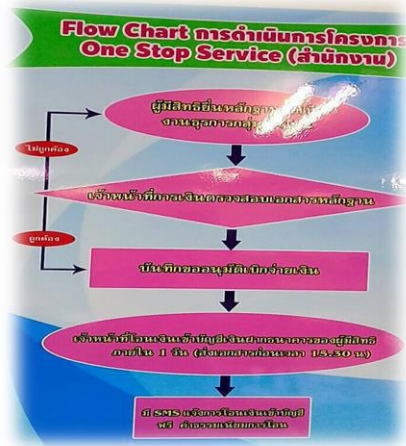 Flow Chart การดำเนินการโครงการ
One Stop Service (สำนักงาน)
ผู้มีสิทธิยื่นหลักฐาน
งานธุรการกลุ่ม
ไม่ถูกต้อง
เจ้าหน้าที่การเงินตรวจสอบเอกสารหลักฐาน
ถูกต้อง
บันทึกขออนุมัติเบิกจ่ายเงิน
เจ้าหน้าที่โอนเงินเข้าบัญชีเงินฝากธนาคารของผู้มีสิทธิ
ภายใน 1 วัน (ส่งเอกสารก่อนเวลา 15.30 น)
มี SMS แจ้งการโอนเงินเข้าบัญชี
ฟรี ค่าธรรมเนียมการโอน